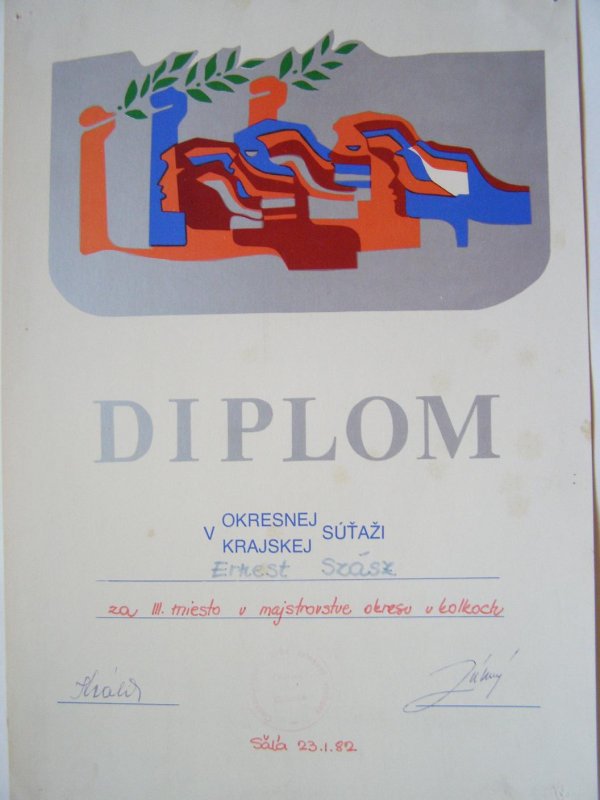 DIPLOM
V OKRESNEJ SÚŤAŽI
KRAJSKEJ
Ernest Szász
za III. miesto v majstrovstve okresu v kolkoch
Šaľa 23.1.82